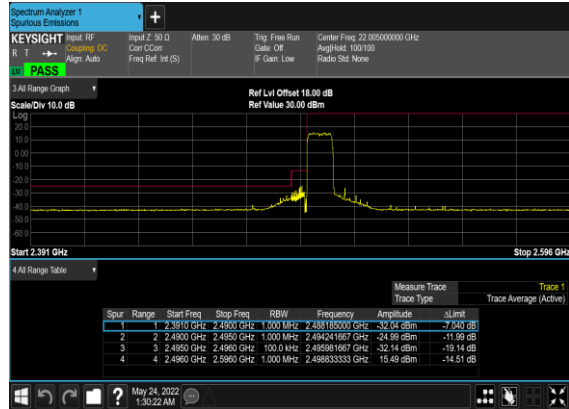 Spectrum Analyzer 1
Spurious Emissions
KEYSIGHT Input: RF Input Z: 50 Ω Atten: 30 dB Trig: Free Run Center Freq: 22.005000000 GHz
R T Coupling: DC Corr CCorr Gate: Off Avg|Hold: 100/100
Align: Auto Freq Ref: Int (S) IF Gain: Low Radio Std: None
PASS
3 All Range Graph
Ref Lvl Offset 18.00 dB
Scale/Div 10.0 dB Ref Value 30.00 dBm
Log
20.0
10.0
0.00
-10.0
-20.0
-30.0
-40.0
-50.0
-60.0
Start 2.391 GHz Stop 2.596 GHz
4 All Range Table
Measure Trace Trace 1
Trace Type Trace Average (Active)
Spur Range Start Freq Stop Freq RBW Frequency Amplitude ΔLimit
1 1 2.3910 GHz 2.4900 GHz 1.000 MHz 2.488185000 GHz -32.04 dBm -7.040 dB
2 2 2.4900 GHz 2.4950 GHz 1.000 MHz 2.494241667 GHz -24.99 dBm -11.99 dB
3 3 2.4950 GHz 2.4960 GHz 100.0 kHz 2.495981667 GHz -32.14 dBm -19.14 dB
4 4 2.4960 GHz 2.5960 GHz 1.000 MHz 2.498833333 GHz 15.49 dBm -14.51 dB
May 24, 2022
1:30:22 AM